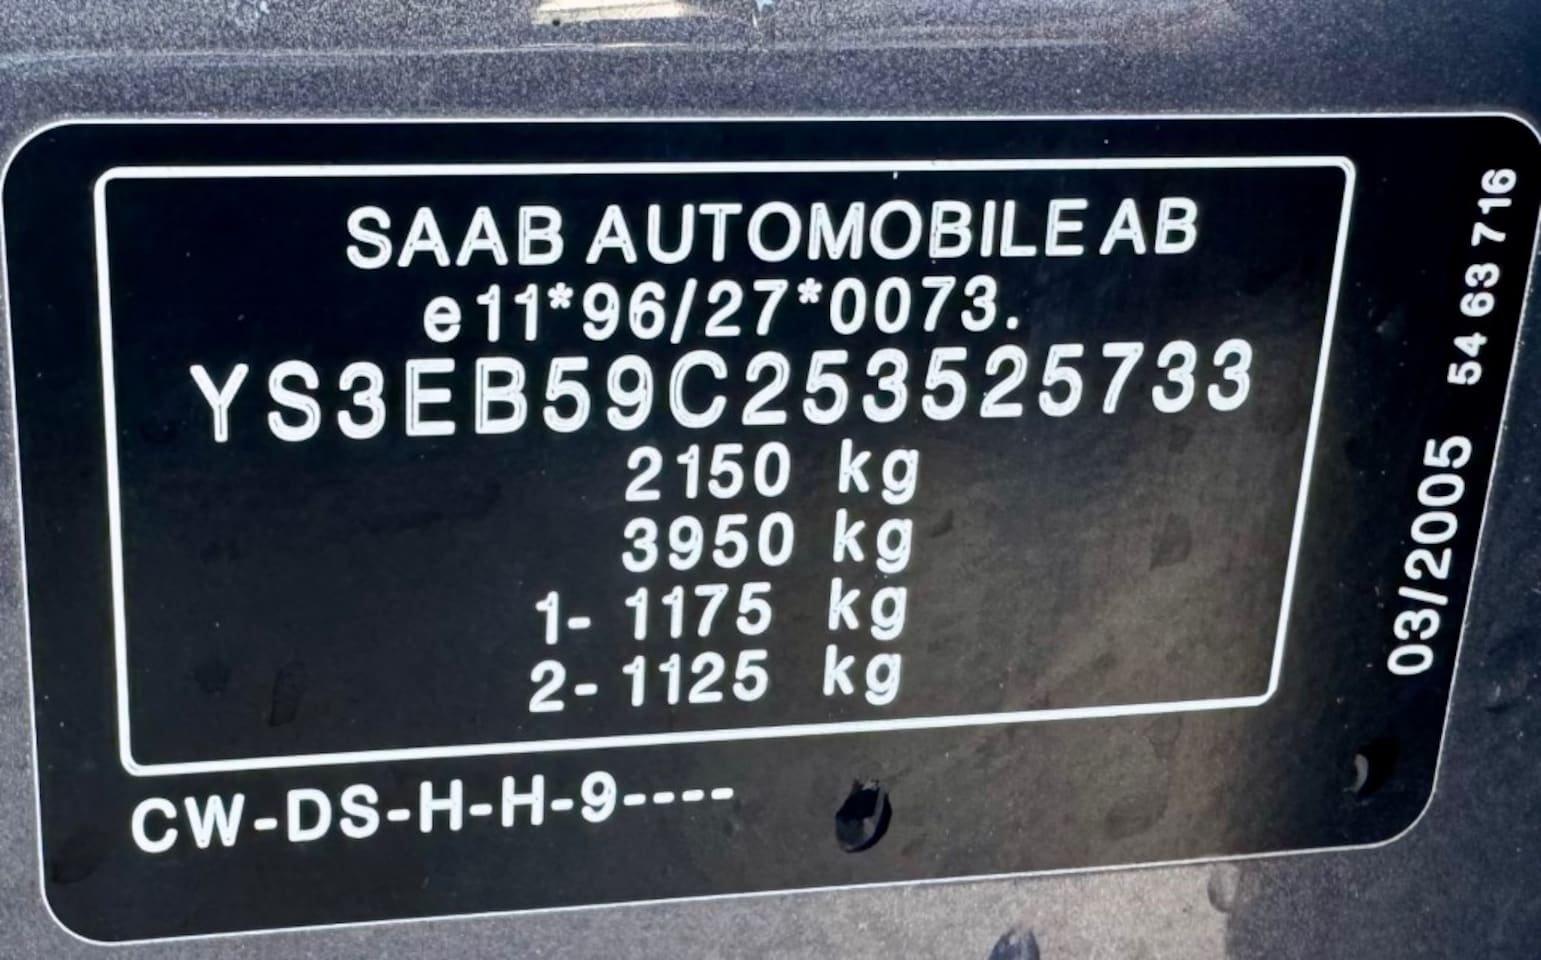 SAAB AUTOMOBILE AB
e11*96/27*0073.
YS3EB59C253525733
2150 kg
3950 kg
1- 1175 kg
2- 1125 kg
CW-DS-H-H-9----
03/2005 54 63 716